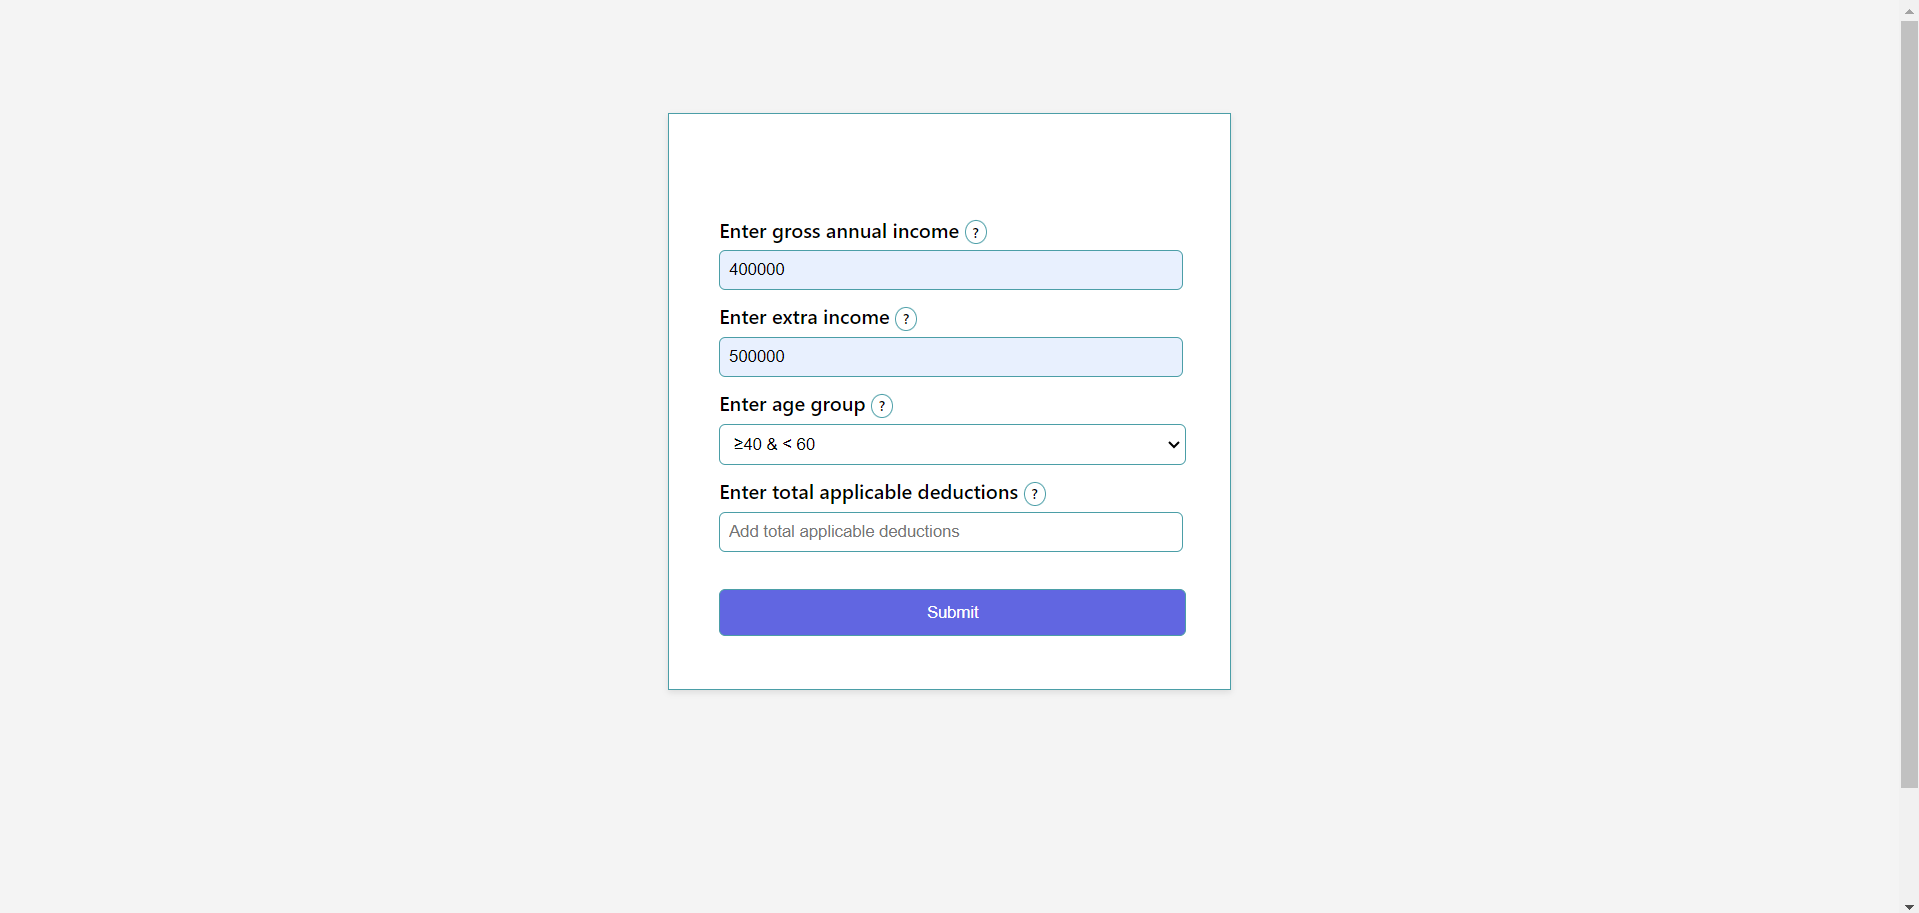 Enter gross annual income ?
400000
Enter extra income ?
500000
Enter age group ?
≥40 & < 60
Enter total applicable deductions ?
Add total applicable deductions
Submit